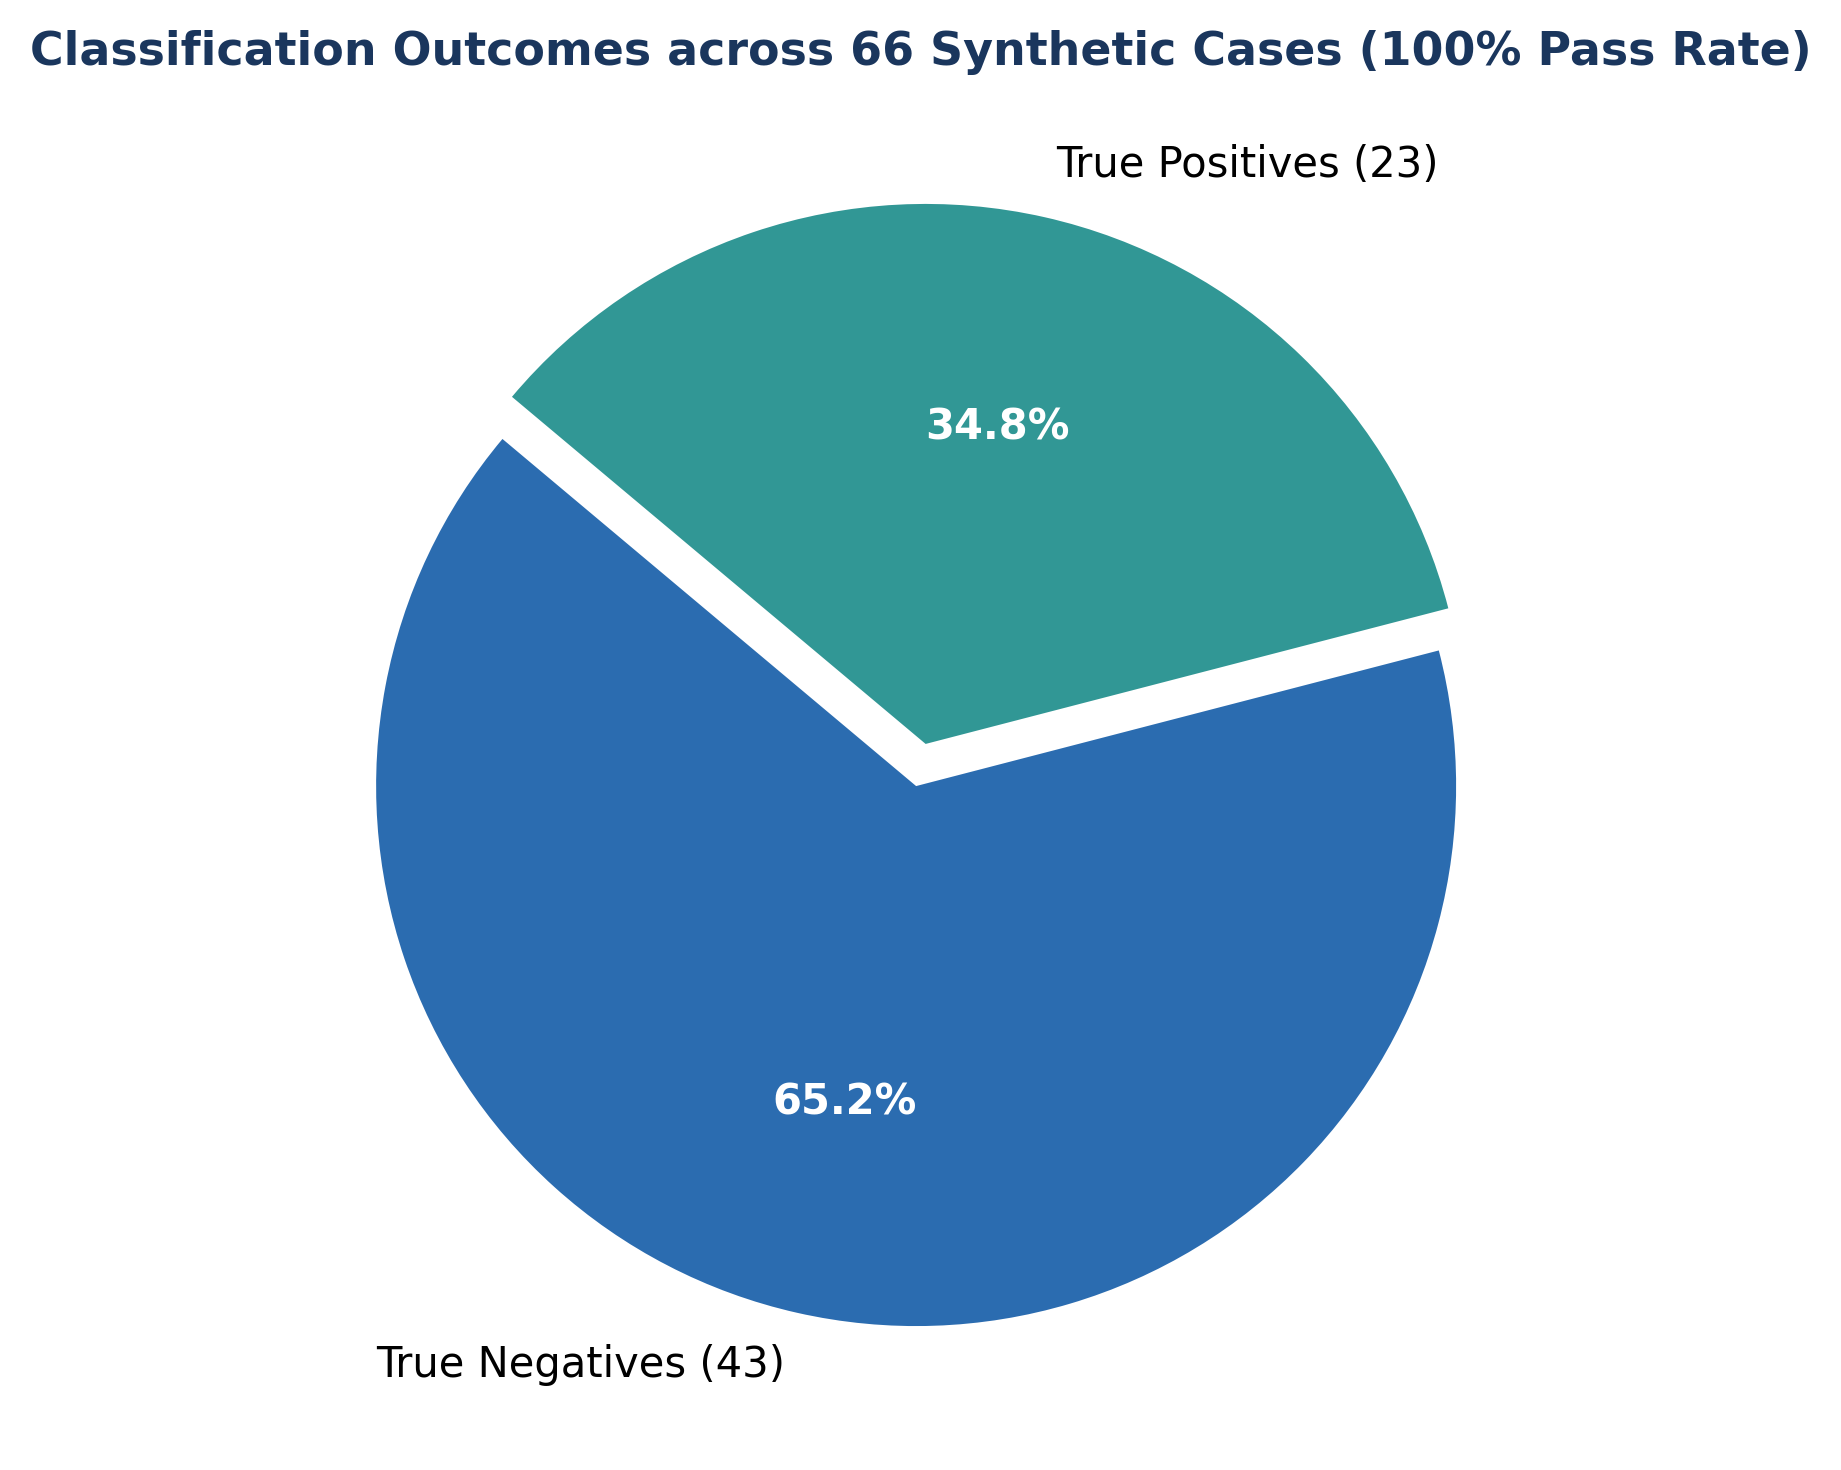 Classification Outcomes across 66 Synthetic Cases (100% Pass Rate)
True Positives (23)
34.8%
65.2%
True Negatives (43)